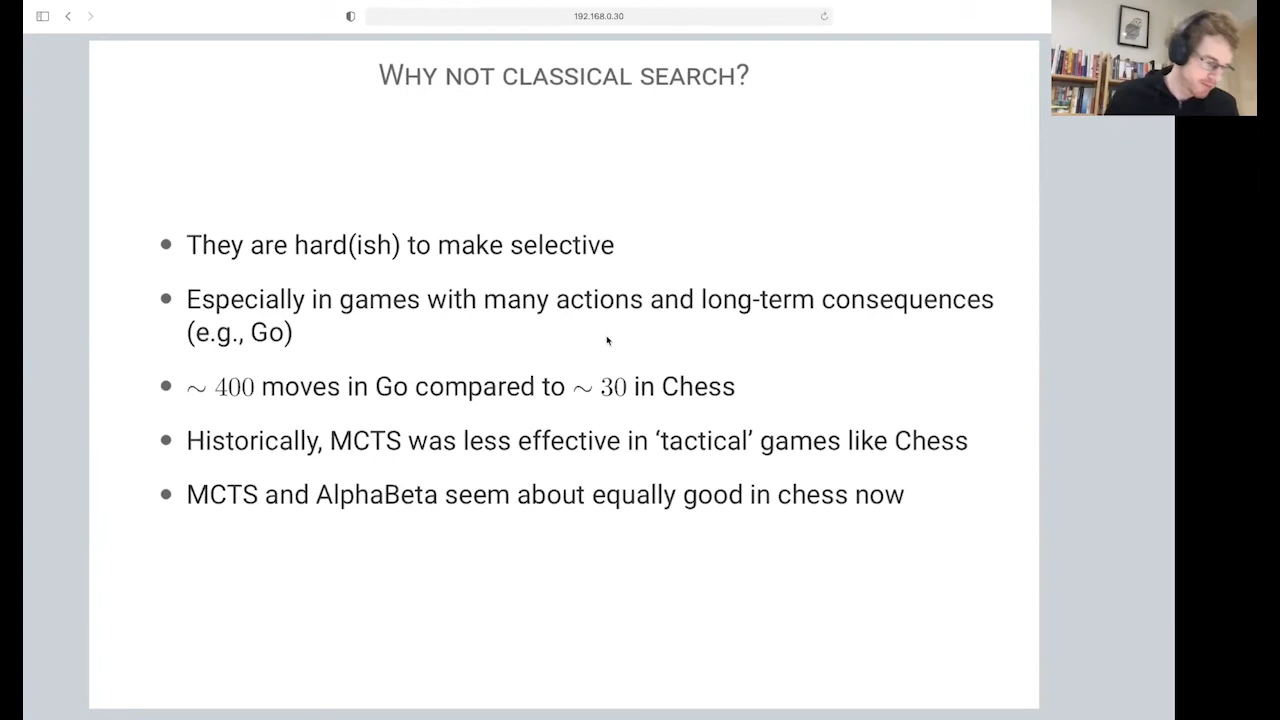 192.168.0.30
WHY NOT CLASSICAL SEARCH?
• They are hard(ish) to make selective
• Especially in games with many actions and long-term consequences
(e.g., Go)
• ∼ 400 moves in Go compared to ∼ 30 in Chess
• Historically, MCTS was less effective in ‘tactical’ games like Chess
• MCTS and AlphaBeta seem about equally good in chess now